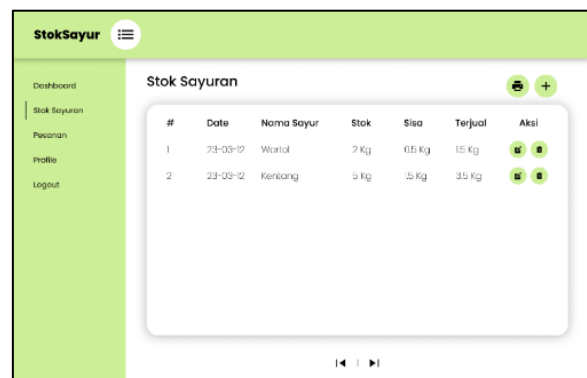 StokSayur
Dashboard
Stok Sayuran
Pesanan
Profile
Logout
Stok Sayuran
# Date Nama Sayur Stok Sisa Terjual Aksi
1 23-03-12 Wortol 2 Kg 0.5 Kg 1.5 Kg
2 23-03-12 Kentang 5 Kg 1.5 Kg 3.5 Kg
1